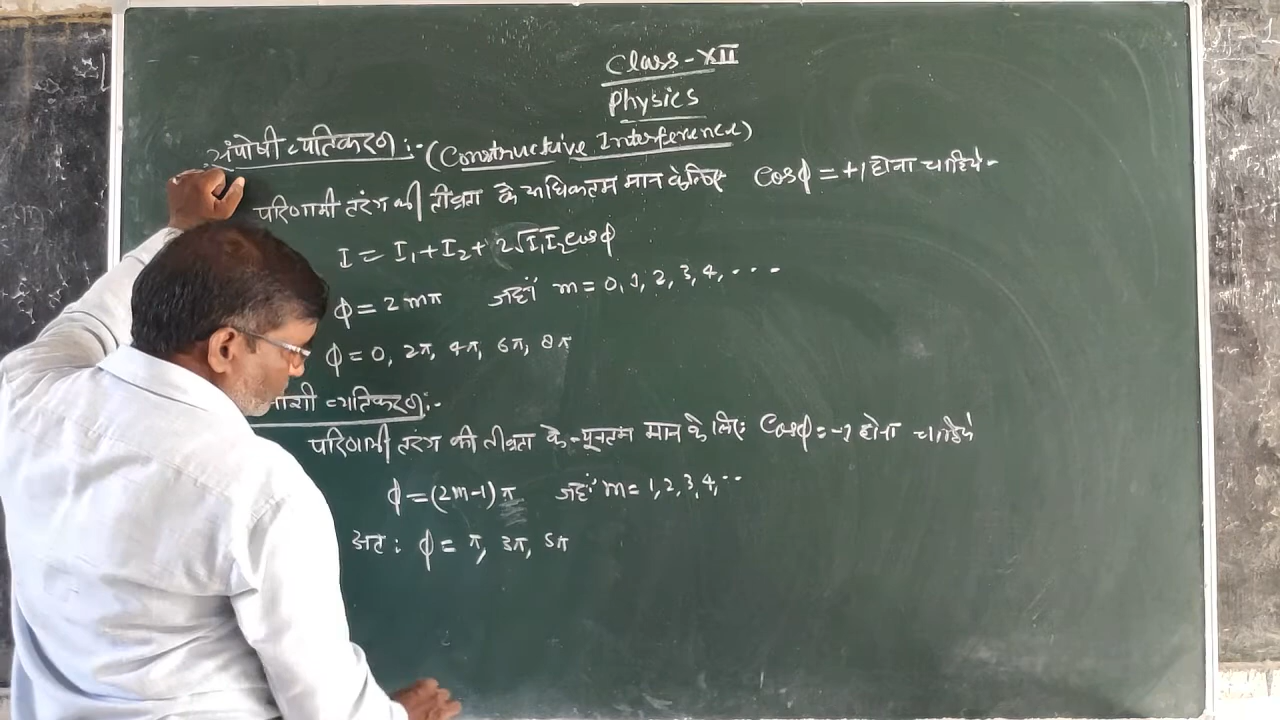 Class - XII
Physics
संपोषी व्यतिकरण :- (Constructive Interference)
परिणामी तरंग की तीव्रता के अधिकतम मान के लिए cosϕ = +1 होना चाहिये -
I = I₁ + I₂ + 2√I₁I₂ cosϕ
ϕ = 2mπ जहाँ m = 0, 1, 2, 3, 4, ....
ϕ = 0, 2π, 4π, 6π, 8π
नाशी व्यतिकरण :-
परिणामी तरंग की तीव्रता के न्यूनतम मान के लिए cosϕ = -1 होना चाहिये
ϕ = (2m-1)π जहाँ m = 1, 2, 3, 4, ..
अतः ϕ = π, 3π, 5π